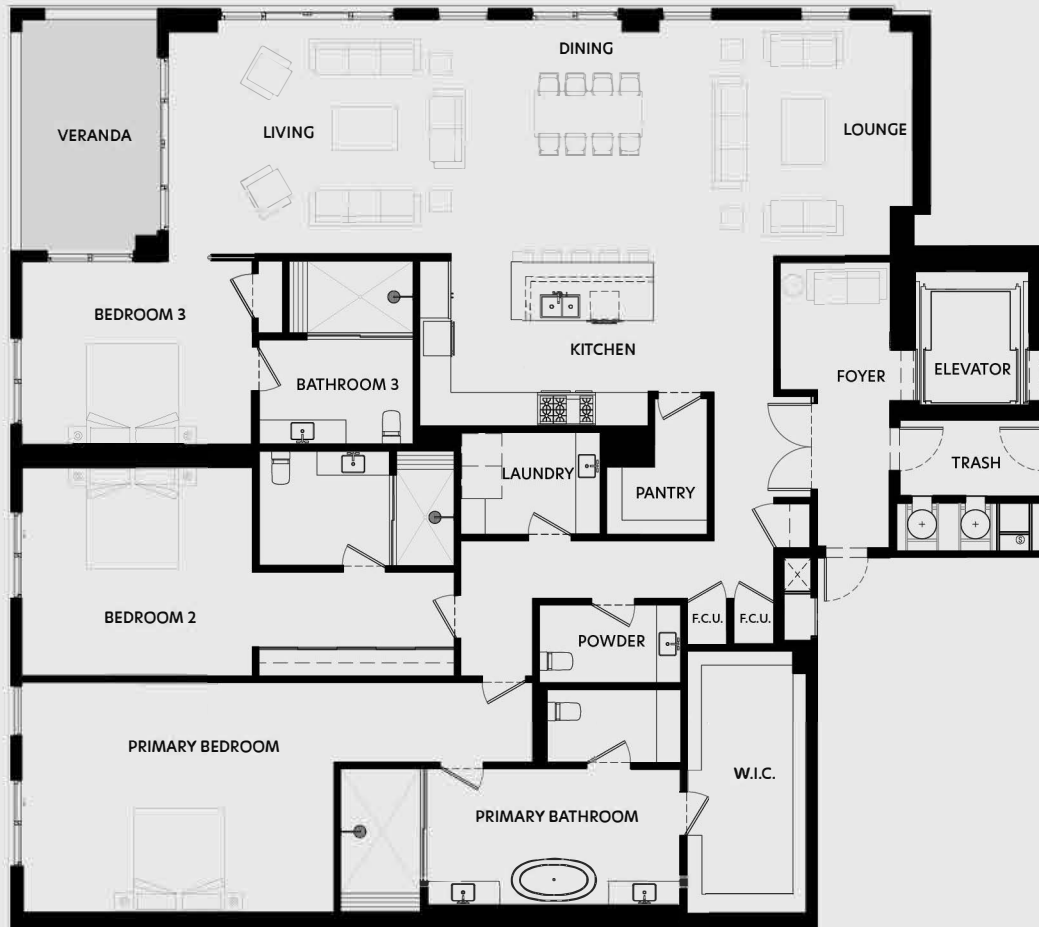 DINING
VERANDA
LIVING
LOUNGE
BEDROOM 3
KITCHEN
FOYER
ELEVATOR
BATHROOM 3
TRASH
LAUNDRY
PANTRY
S
BEDROOM 2
F.C.U.
F.C.U.
POWDER
PRIMARY BEDROOM
W.I.C.
PRIMARY BATHROOM